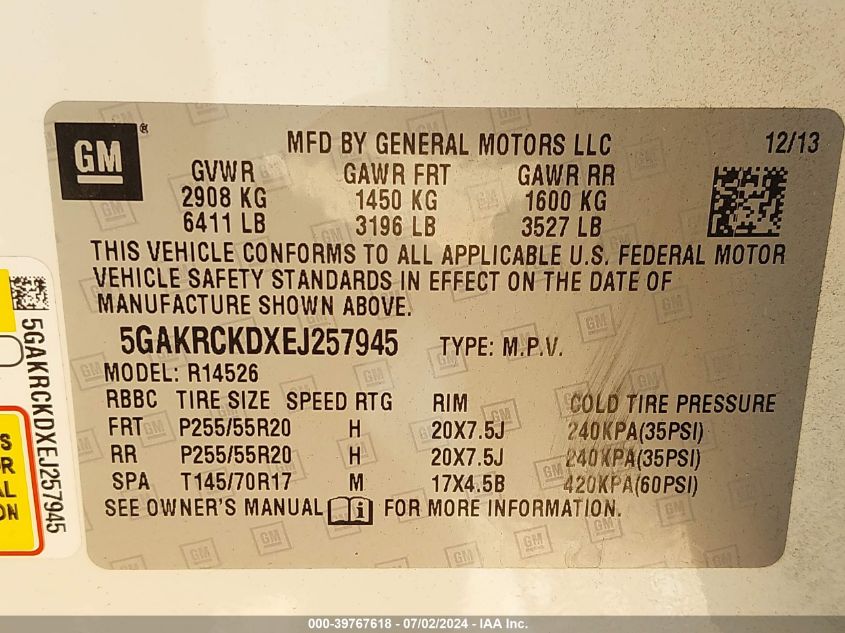 GM ®
MFD BY GENERAL MOTORS LLC 12/13
GVWR GAWR FRT GAWR RR
2908 KG 1450 KG 1600 KG
6411 LB 3196 LB 3527 LB
THIS VEHICLE CONFORMS TO ALL APPLICABLE U.S. FEDERAL MOTOR
VEHICLE SAFETY STANDARDS IN EFFECT ON THE DATE OF
MANUFACTURE SHOWN ABOVE.
5GAKRCKDXEJ257945 TYPE: M.P.V.
MODEL: R14526
RBBC TIRE SIZE SPEED RTG RIM COLD TIRE PRESSURE
FRT P255/55R20 H 20X7.5J 240KPA(35PSI)
RR P255/55R20 H 20X7.5J 240KPA(35PSI)
SPA T145/70R17 M 17X4.5B 420KPA(60PSI)
SEE OWNER'S MANUAL i FOR MORE INFORMATION.
5GAKRCKDXEJ257945
000-39767618 / 07/02/2024 - IAA Inc.